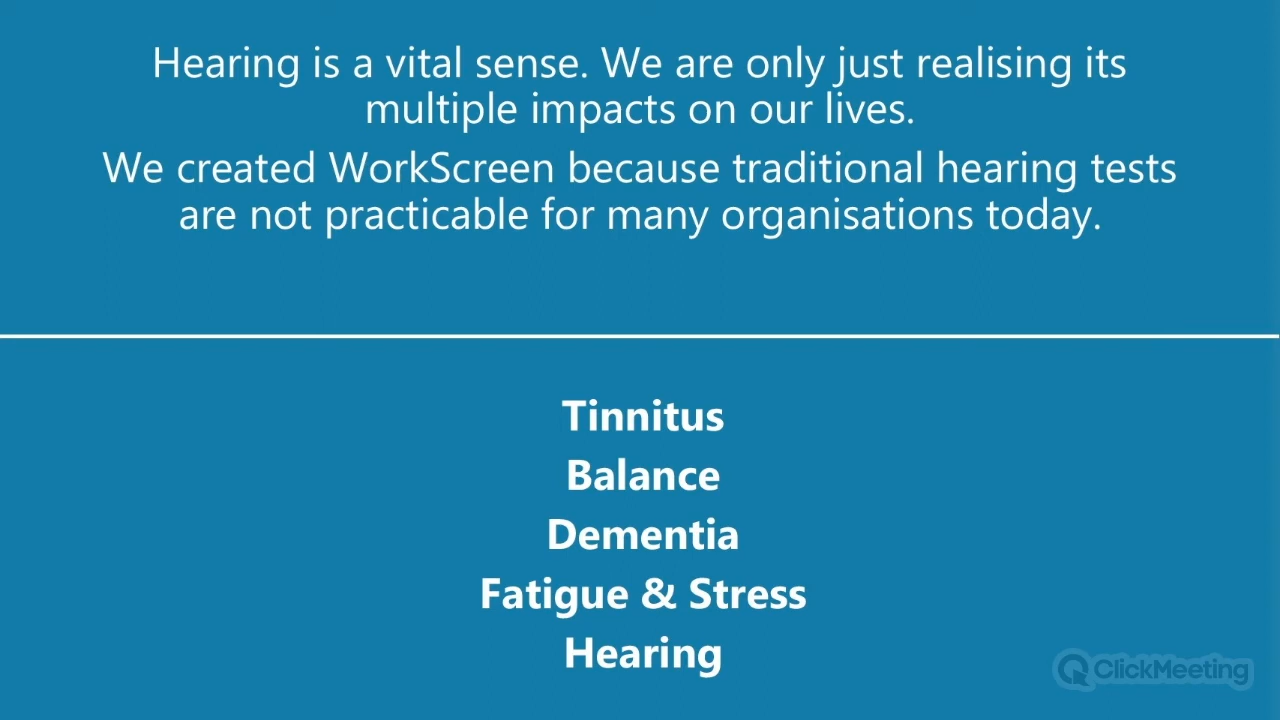 Hearing is a vital sense. We are only just realising its
multiple impacts on our lives.
We created WorkScreen because traditional hearing tests
are not practicable for many organisations today.
Tinnitus
Balance
Dementia
Fatigue & Stress
Hearing
ClickMeeting